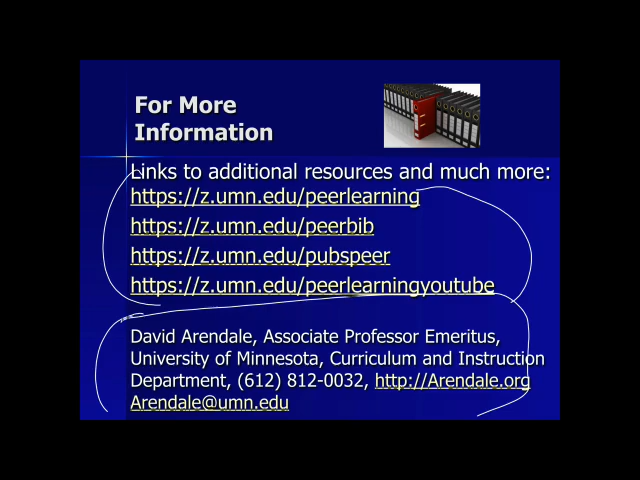 For More
Information
Links to additional resources and much more:
https://z.umn.edu/peerlearning
https://z.umn.edu/peerbib
https://z.umn.edu/pubspeer
https://z.umn.edu/peerlearningyoutube
David Arendale, Associate Professor Emeritus,
University of Minnesota, Curriculum and Instruction
Department, (612) 812-0032, http://Arendale.org
Arendale@umn.edu